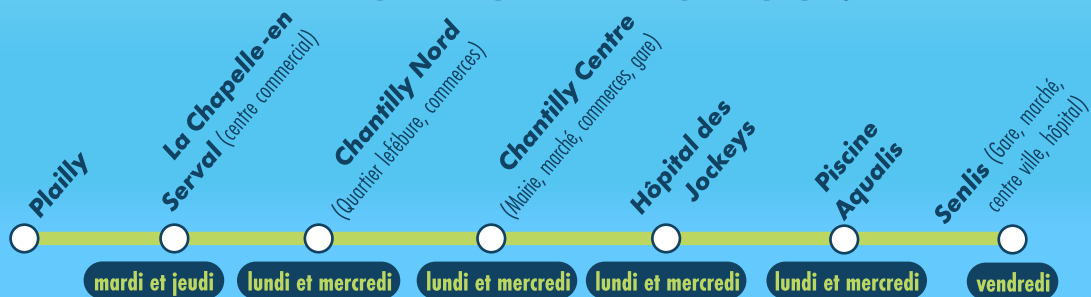 Plailly
La Chapelle-en
Serval (centre commercial)
Chantilly Nord
(Quartier lefébure, commerces)
Chantilly Centre
(Mairie, marché, commerces, gare)
Hôpital des
Jockeys
Piscine
Aqualis
Senlis (Gare, marché,
centre ville, hôpital)
mardi et jeudi
lundi et mercredi
lundi et mercredi
lundi et mercredi
lundi et mercredi
vendredi